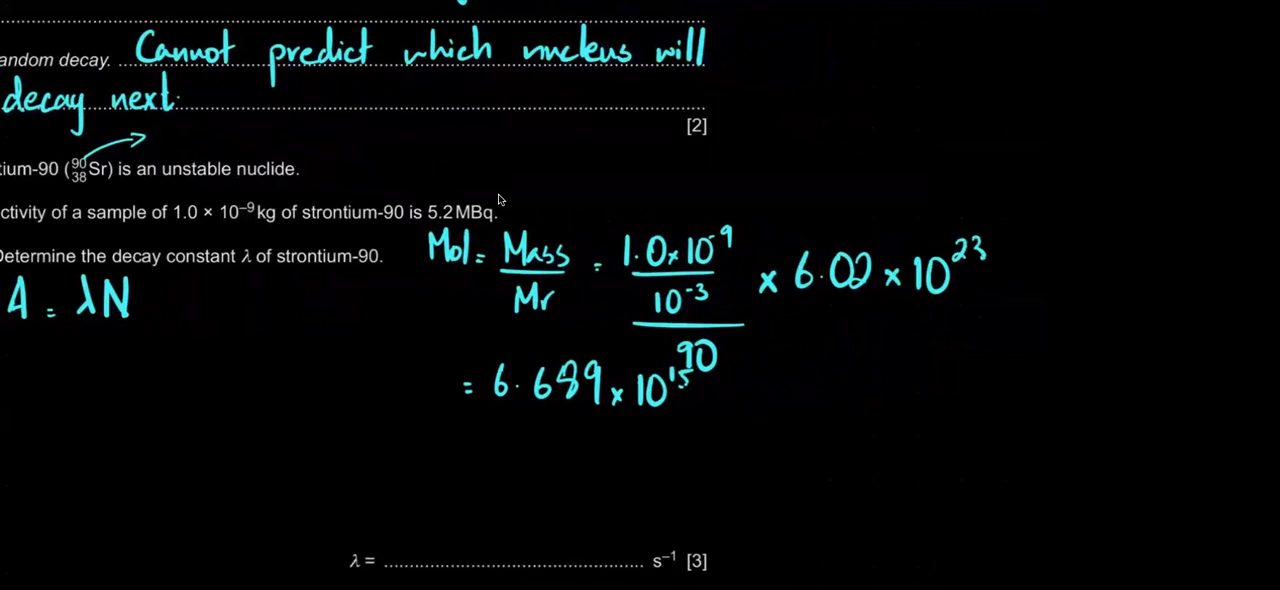 andom decay. Cannot predict which nucleus will
decay next.
[2]
tium-90 (⁹⁰₃₈Sr) is an unstable nuclide.
ctivity of a sample of 1.0 × 10⁻⁹ kg of strontium-90 is 5.2 MBq.
Determine the decay constant λ of strontium-90.
A = λN
Mol = Mass / Mr = 1.0 × 10⁻⁹ / 10⁻³ / 90 × 6.02 × 10²³
= 6.689 × 10¹⁵
λ = ........................................................ s⁻¹ [3]